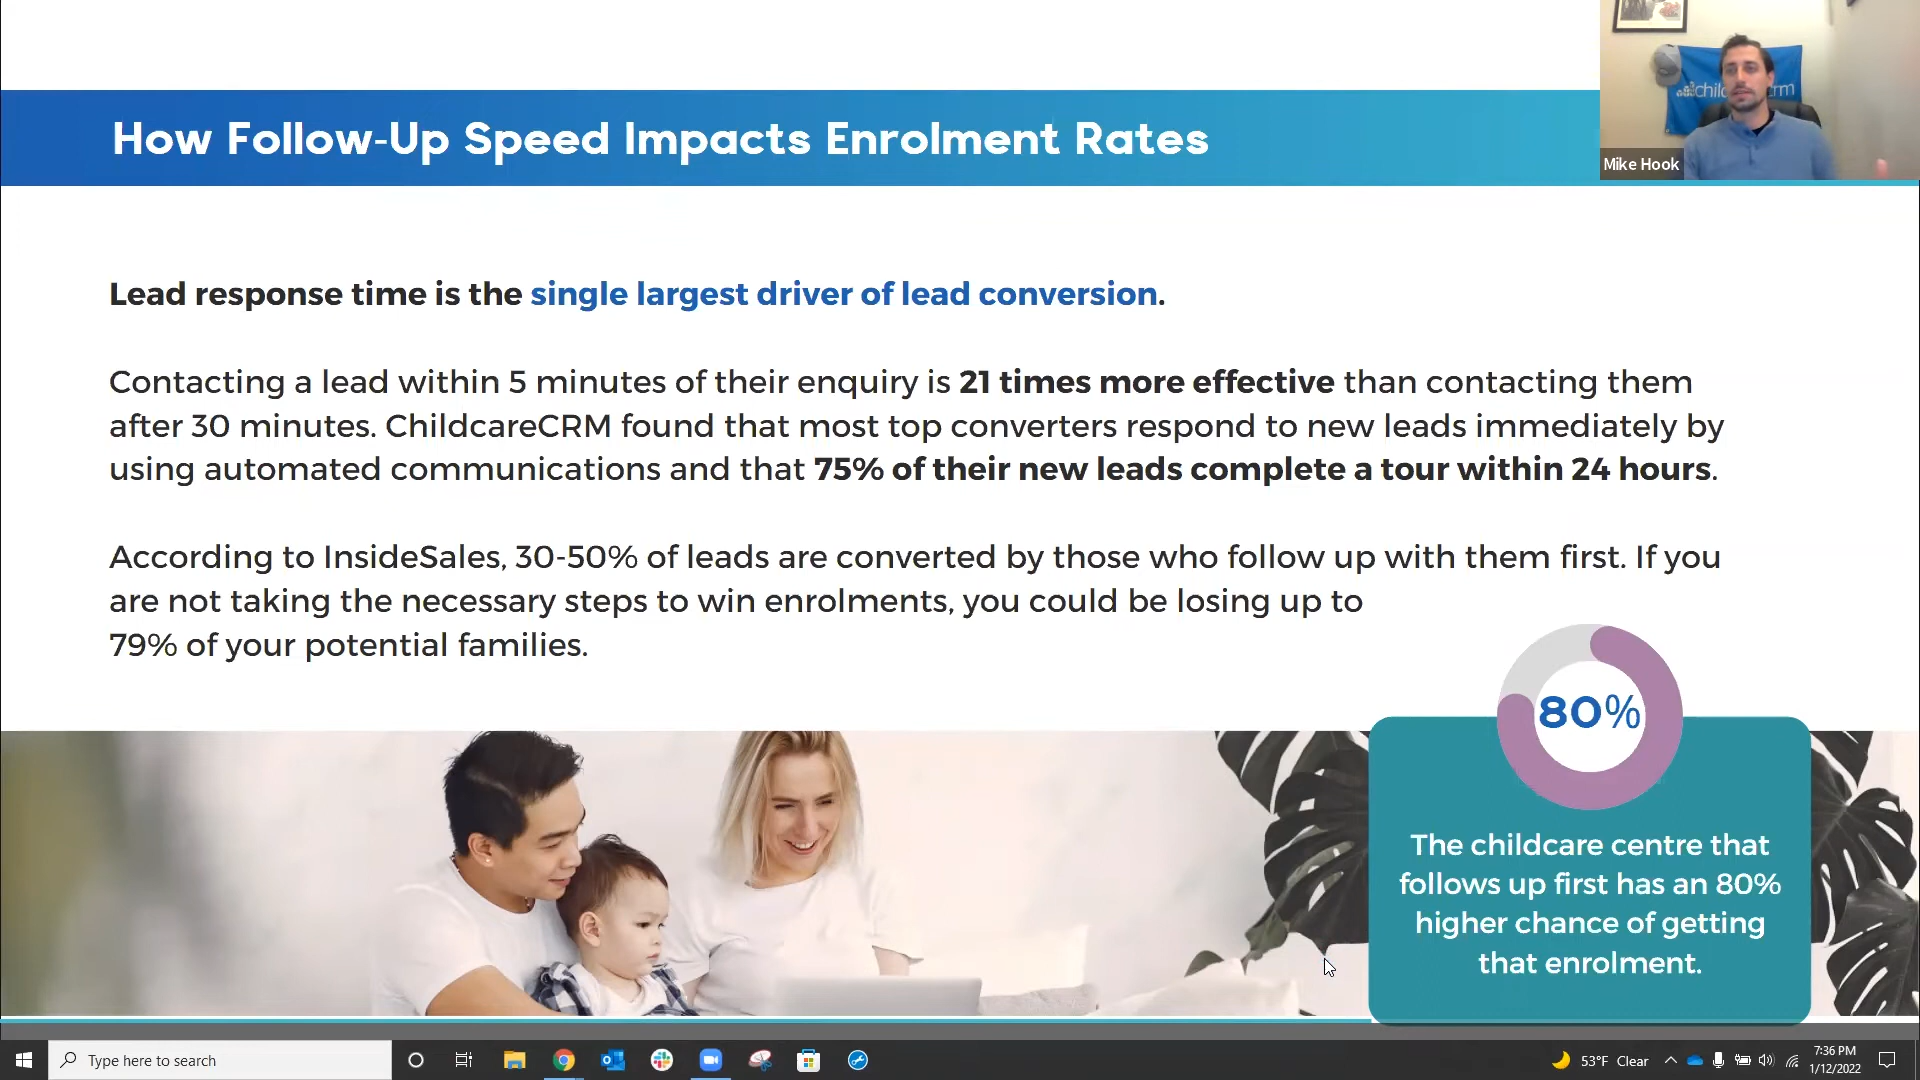 How Follow-Up Speed Impacts Enrolment Rates
Mike Hook
Lead response time is the single largest driver of lead conversion.
Contacting a lead within 5 minutes of their enquiry is 21 times more effective than contacting them
after 30 minutes. ChildcareCRM found that most top converters respond to new leads immediately by
using automated communications and that 75% of their new leads complete a tour within 24 hours.
According to InsideSales, 30-50% of leads are converted by those who follow up with them first. If you
are not taking the necessary steps to win enrolments, you could be losing up to
79% of your potential families.
80%
The childcare centre that
follows up first has an 80%
higher chance of getting
that enrolment.
Type here to search
53°F Clear
7:36 PM
1/12/2022